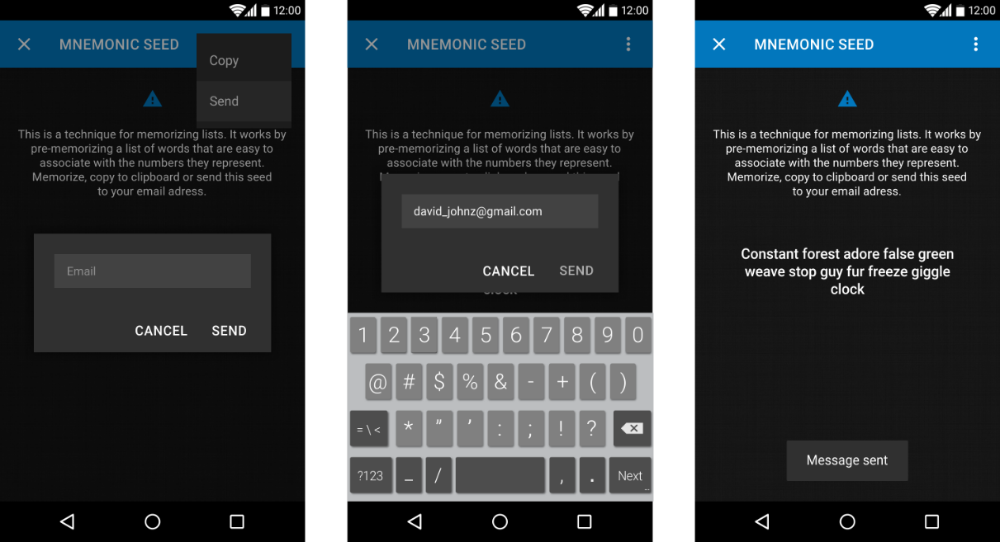 12:00
MNEMONIC SEED
Copy
Send
This is a technique for memorizing lists. It works by
pre-memorizing a list of words that are easy to
associate with the numbers they represent.
Memorize, copy to clipboard or send this seed
to your email adress.
Email
CANCEL SEND
12:00
MNEMONIC SEED
This is a technique for memorizing lists. It works by
pre-memorizing a list of words that are easy to
associate with the numbers they represent.
david_johnz@gmail.com
CANCEL SEND
1 2 3 4 5 6 7 8 9 0
@ # $ % & - + ( )
= \ < * ” ’ : ; ! ?
?123 _ / , . Next ...
12:00
MNEMONIC SEED
This is a technique for memorizing lists. It works by
pre-memorizing a list of words that are easy to
associate with the numbers they represent.
Memorize, copy to clipboard or send this seed
to your email adress.
Constant forest adore false green
weave stop guy fur freeze giggle
clock
Message sent